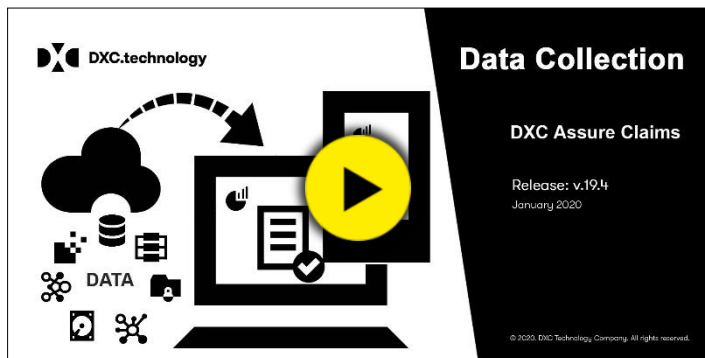 DXC.technology
DATA
Data Collection
DXC Assure Claims
Release: v.19.4
January 2020
© 2020. DXC Technology Company. All rights reserved.